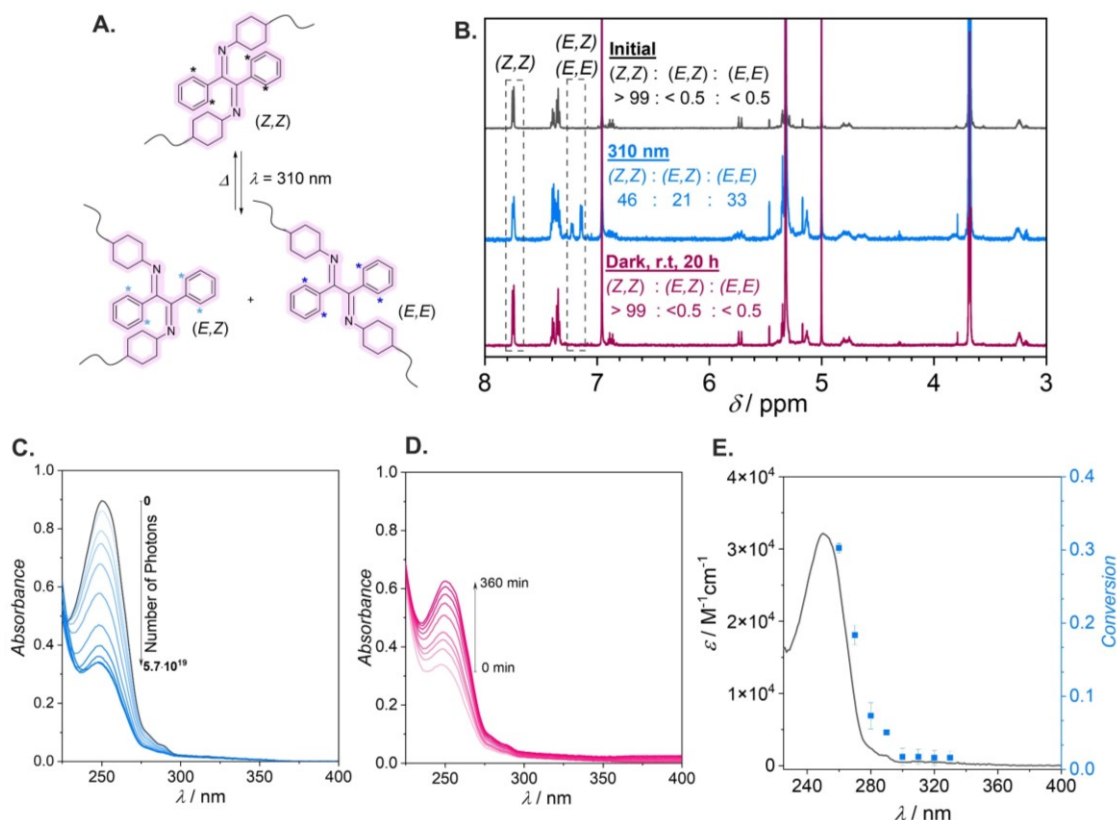 A.
N
(Z,Z)
N
Δ
λ = 310 nm
N
(E,Z)
N
+
N
(E,E)
N
B.
(Z,Z)
(E,Z)
(E,E)
Initial
(Z,Z) : (E,Z) : (E,E)
> 99 : < 0.5 : < 0.5
310 nm
(Z,Z) : (E,Z) : (E,E)
46 : 21 : 33
Dark, r.t, 20 h
(Z,Z) : (E,Z) : (E,E)
> 99 : <0.5 : < 0.5
8 7 6 5 4 3
δ / ppm
C.
Absorbance
1.0
0.8
0.6
0.4
0.2
0.0
0
Number of Photons
5.7·10¹⁹
250 300 350 400
λ / nm
D.
Absorbance
1.0
0.8
0.6
0.4
0.2
0.0
360 min
0 min
250 300 350 400
λ / nm
E.
ε / M⁻¹cm⁻¹
4×10⁴
3×10⁴
2×10⁴
1×10⁴
0
0.4
0.3
0.2
0.1
0.0
Conversion
240 280 320 360 400
λ / nm